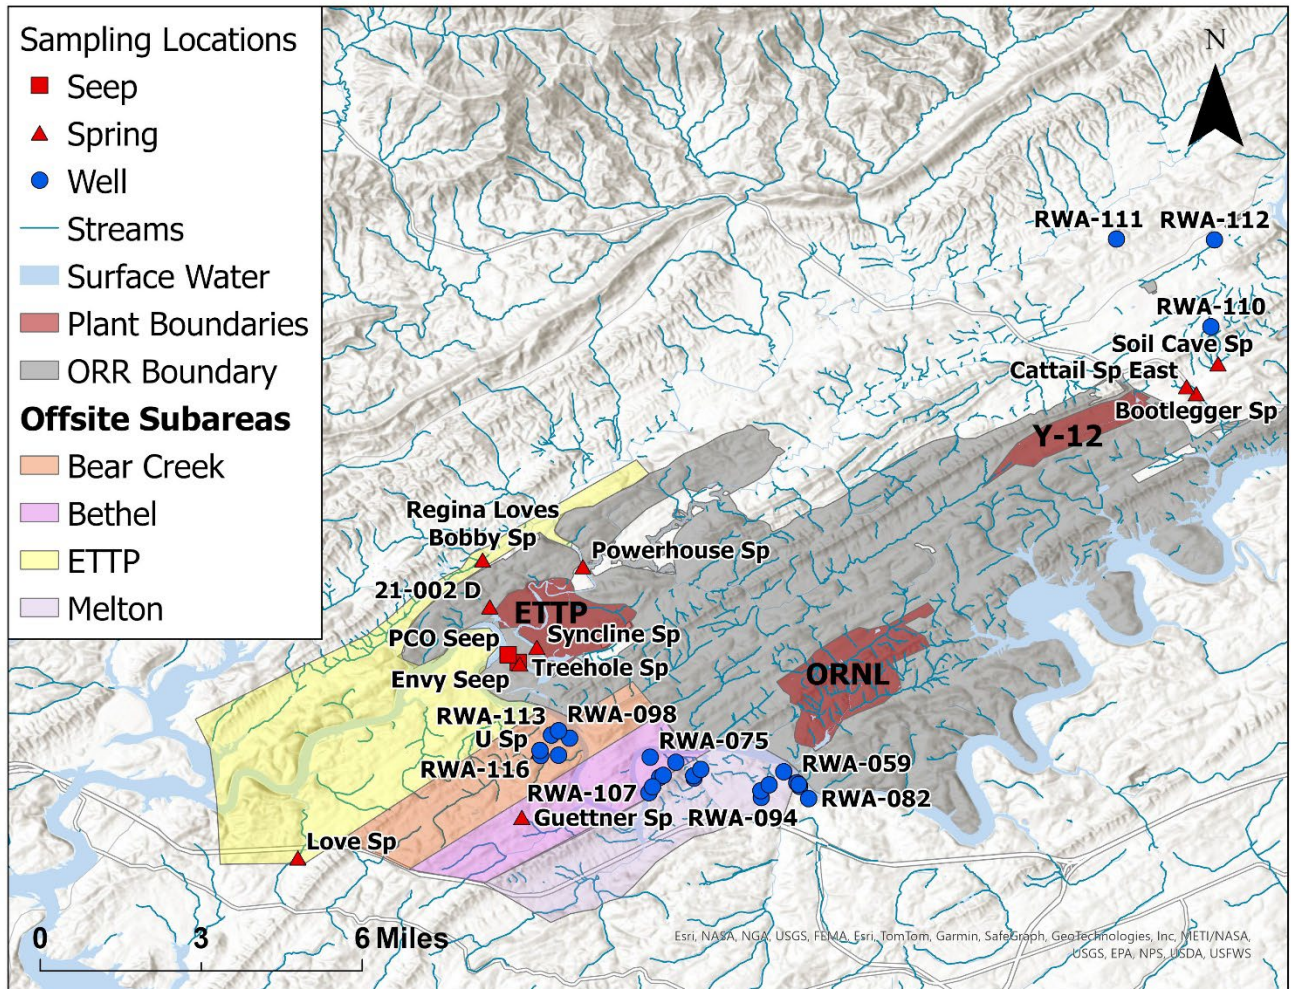 Sampling Locations
Seep
Spring
Well
Streams
Surface Water
Plant Boundaries
ORR Boundary
Offsite Subareas
Bear Creek
Bethel
ETTP
Melton
N
RWA-111
RWA-112
RWA-110
Soil Cave Sp
Cattail Sp East
Bootlegger Sp
Y-12
Regina Loves
Bobby Sp
Powerhouse Sp
21-002 D
ETTP
PCO Seep
Syncline Sp
Envy Seep
Treehole Sp
ORNL
RWA-113
RWA-098
U Sp
RWA-075
RWA-116
RWA-059
RWA-107
RWA-082
Guettner Sp
RWA-094
Love Sp
0 3 6 Miles
Esri, NASA, NGA, USGS, FEMA, Esri, TomTom, Garmin, SafeGraph, GeoTechnologies, Inc, METI/NASA,
USGS, EPA, NPS, USDA, USFWS